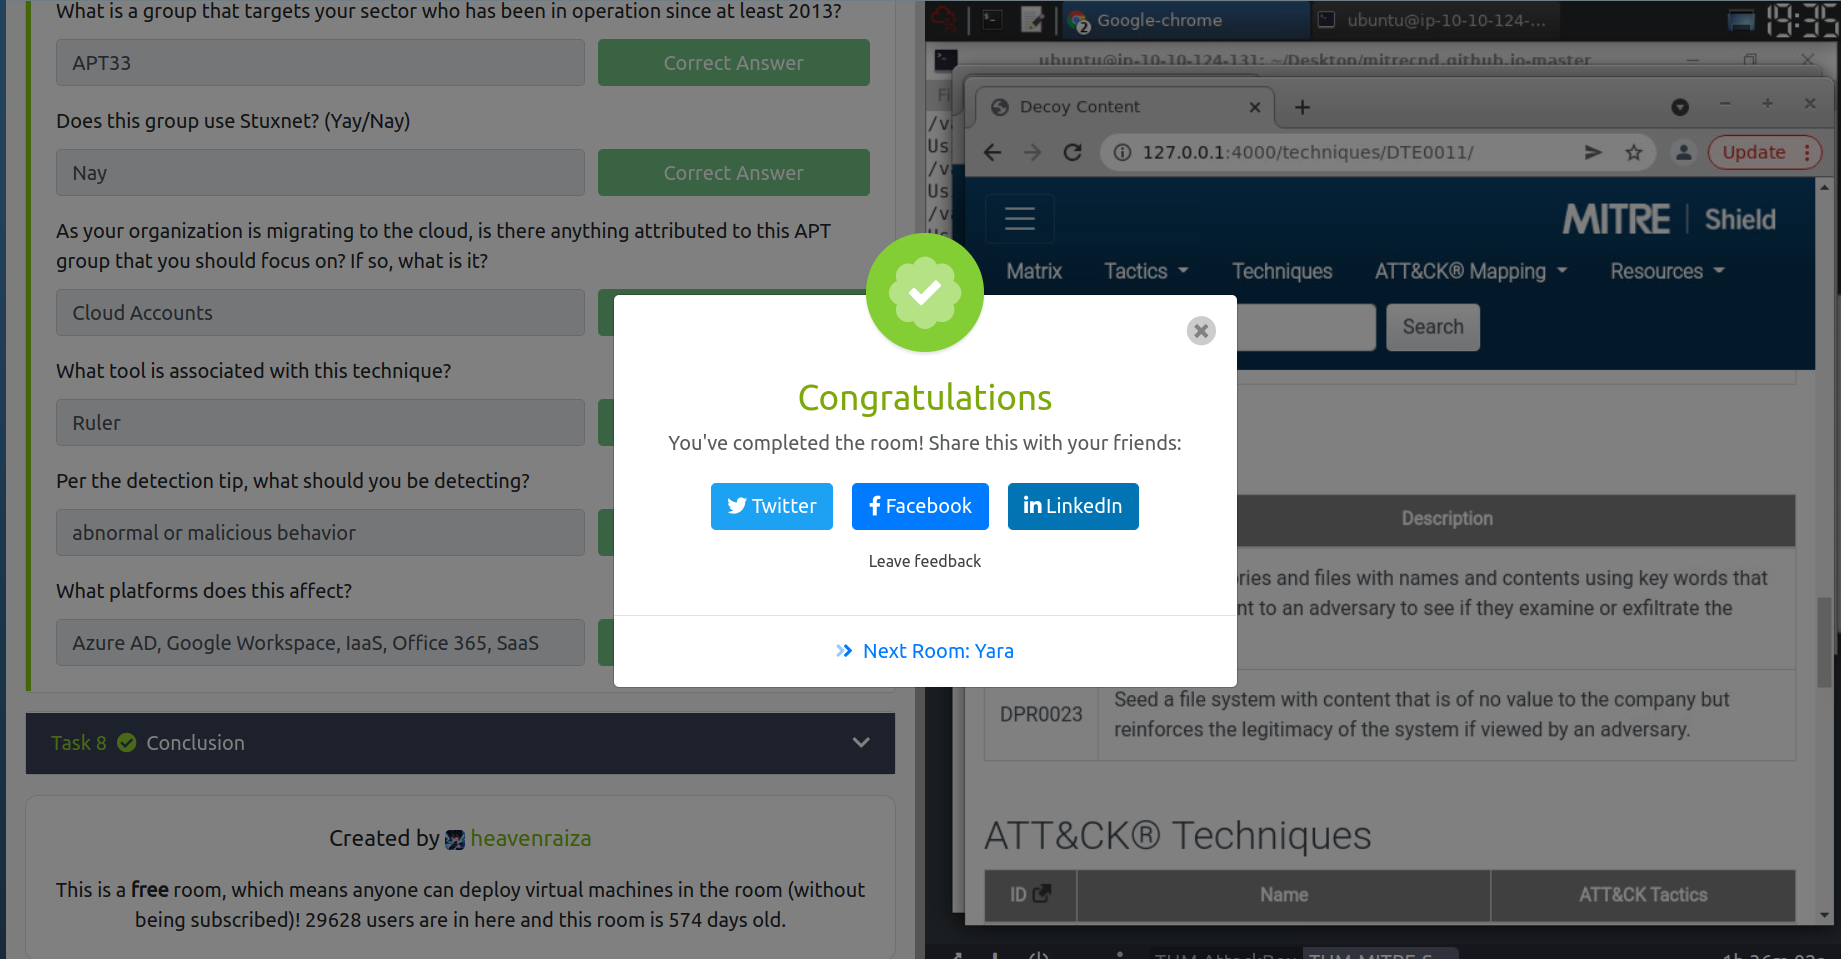 What is a group that targets your sector who has been in operation since at least 2013?
APT33
Correct Answer
Does this group use Stuxnet? (Yay/Nay)
Nay
Correct Answer
As your organization is migrating to the cloud, is there anything attributed to this APT
group that you should focus on? If so, what is it?
Cloud Accounts
What tool is associated with this technique?
Ruler
Per the detection tip, what should you be detecting?
abnormal or malicious behavior
What platforms does this affect?
Azure AD, Google Workspace, IaaS, Office 365, SaaS
Task 8 Conclusion
Created by heavenraiza
This is a free room, which means anyone can deploy virtual machines in the room (without
being subscribed)! 29628 users are in here and this room is 574 days old.
Congratulations
You've completed the room! Share this with your friends:
Twitter
Facebook
LinkedIn
Leave feedback
Next Room: Yara
2 Google-chrome
ubuntu@ip-10-10-124-...
19:35
ubuntu@ip-10-10-124-131: ~/Desktop/mitrecnd.github.io-master
Fi
/va
Us
/va
Us
/va
Us
Decoy Content
127.0.0.1:4000/techniques/DTE0011/
Update
MITRE | Shield
Matrix
Tactics
Techniques
ATT&CK® Mapping
Resources
Search
Description
ries and files with names and contents using key words that
nt to an adversary to see if they examine or exfiltrate the
DPR0023
Seed a file system with content that is of no value to the company but
reinforces the legitimacy of the system if viewed by an adversary.
ATT&CK® Techniques
ID
Name
ATT&CK Tactics